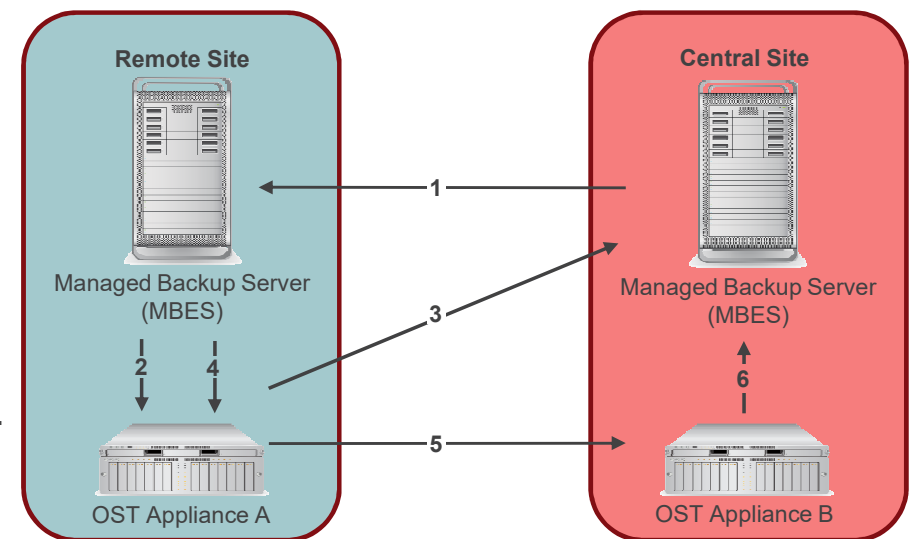 Remote Site
Central Site
1
Managed Backup Server
(MBES)
Managed Backup Server
(MBES)
3
2
4
6
5
OST Appliance A
OST Appliance B